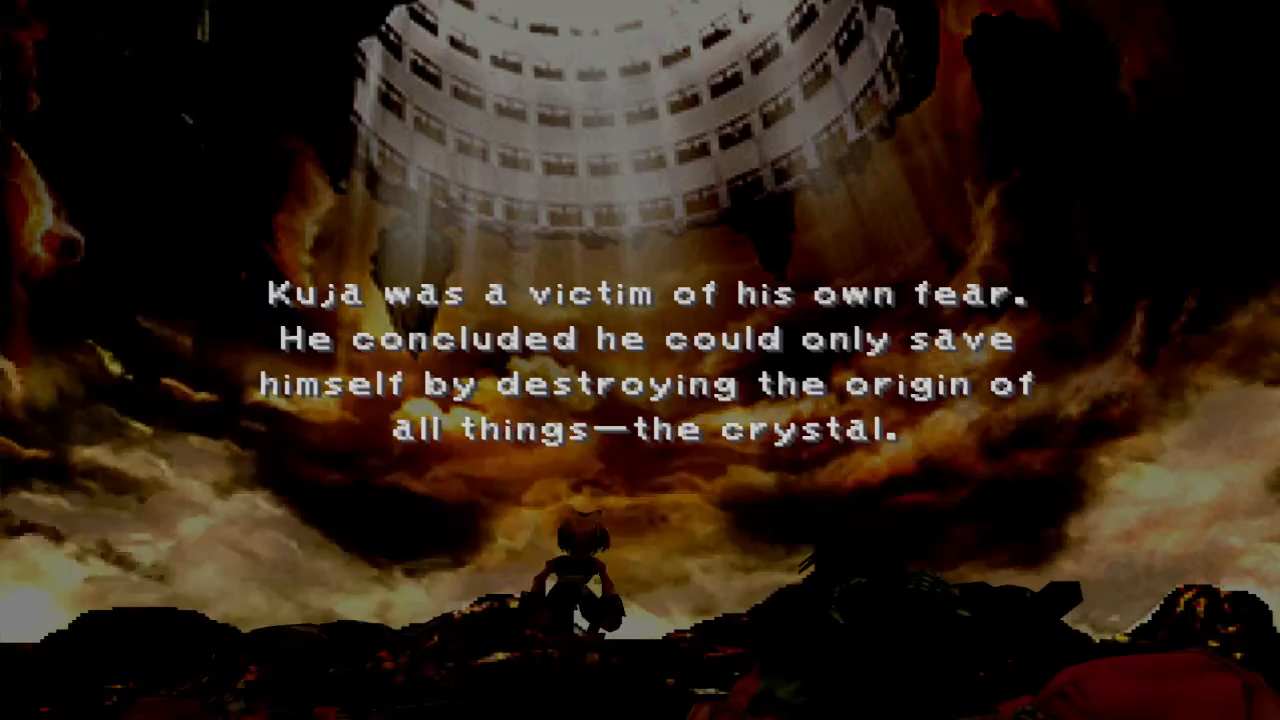 Kuja was a victim of his own fear.
He concluded he could only save
himself by destroying the origin of
all things—the crystal.